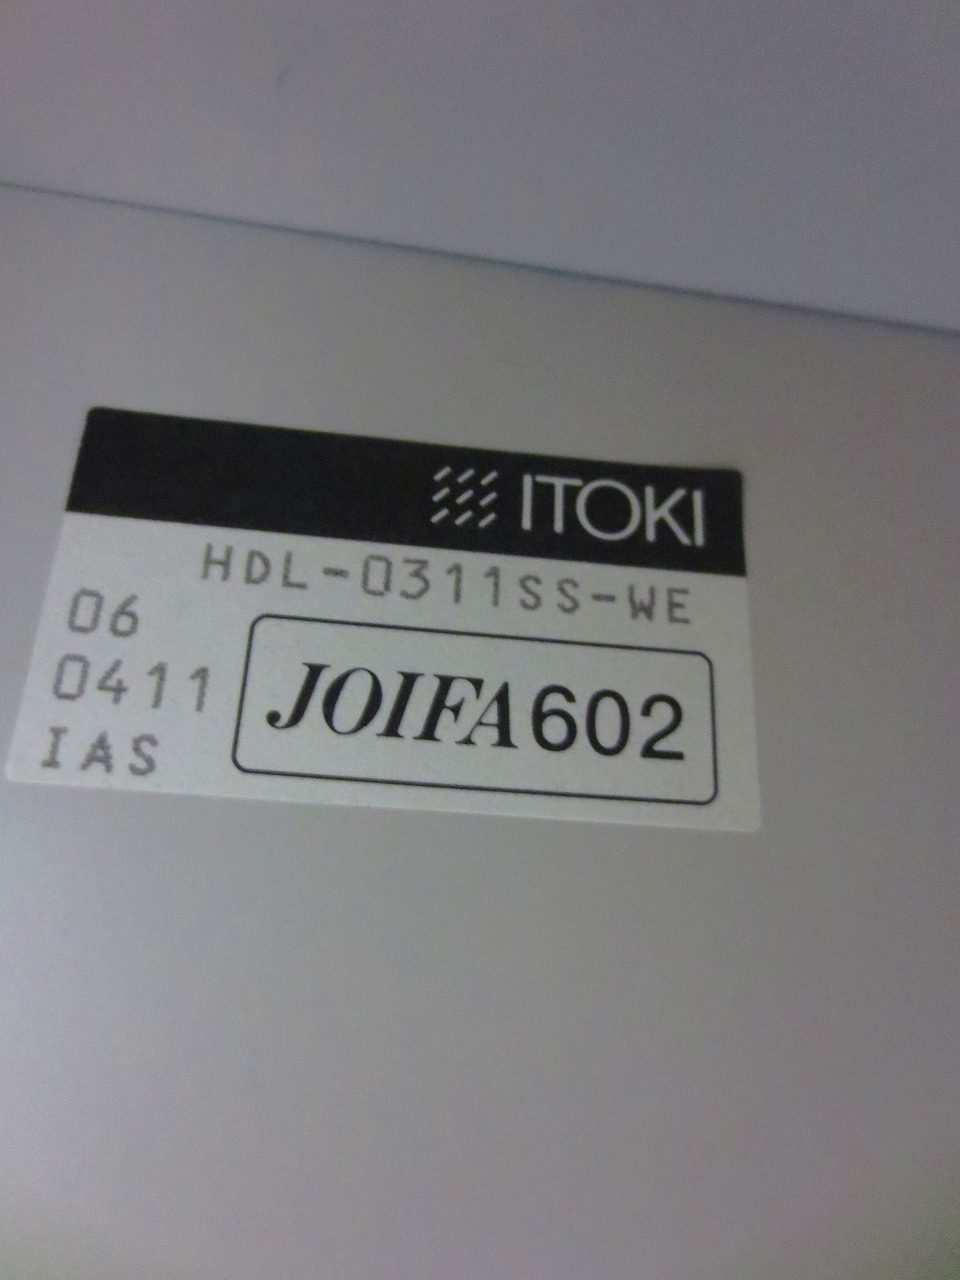 ITOKI
HDL-0311SS-WE
06
0411
IAS
JOIFA602